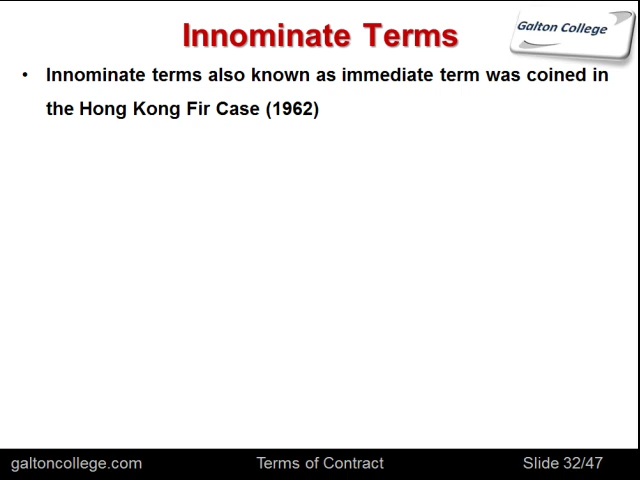 Innominate Terms
Galton College
• Innominate terms also known as immediate term was coined in
the Hong Kong Fir Case (1962)
galtoncollege.com Terms of Contract Slide 32/47